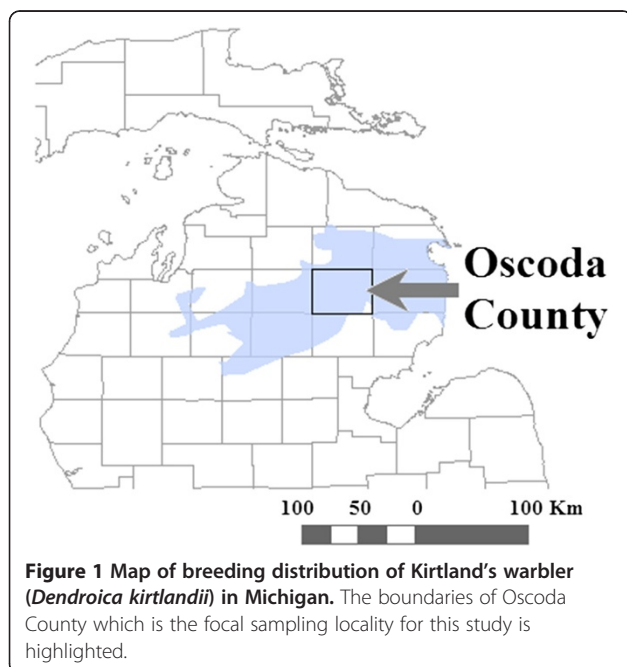 Oscoda
County
100 50 0 100 Km
Figure 1 Map of breeding distribution of Kirtland's warbler
(Dendroica kirtlandii) in Michigan. The boundaries of Oscoda
County which is the focal sampling locality for this study is
highlighted.